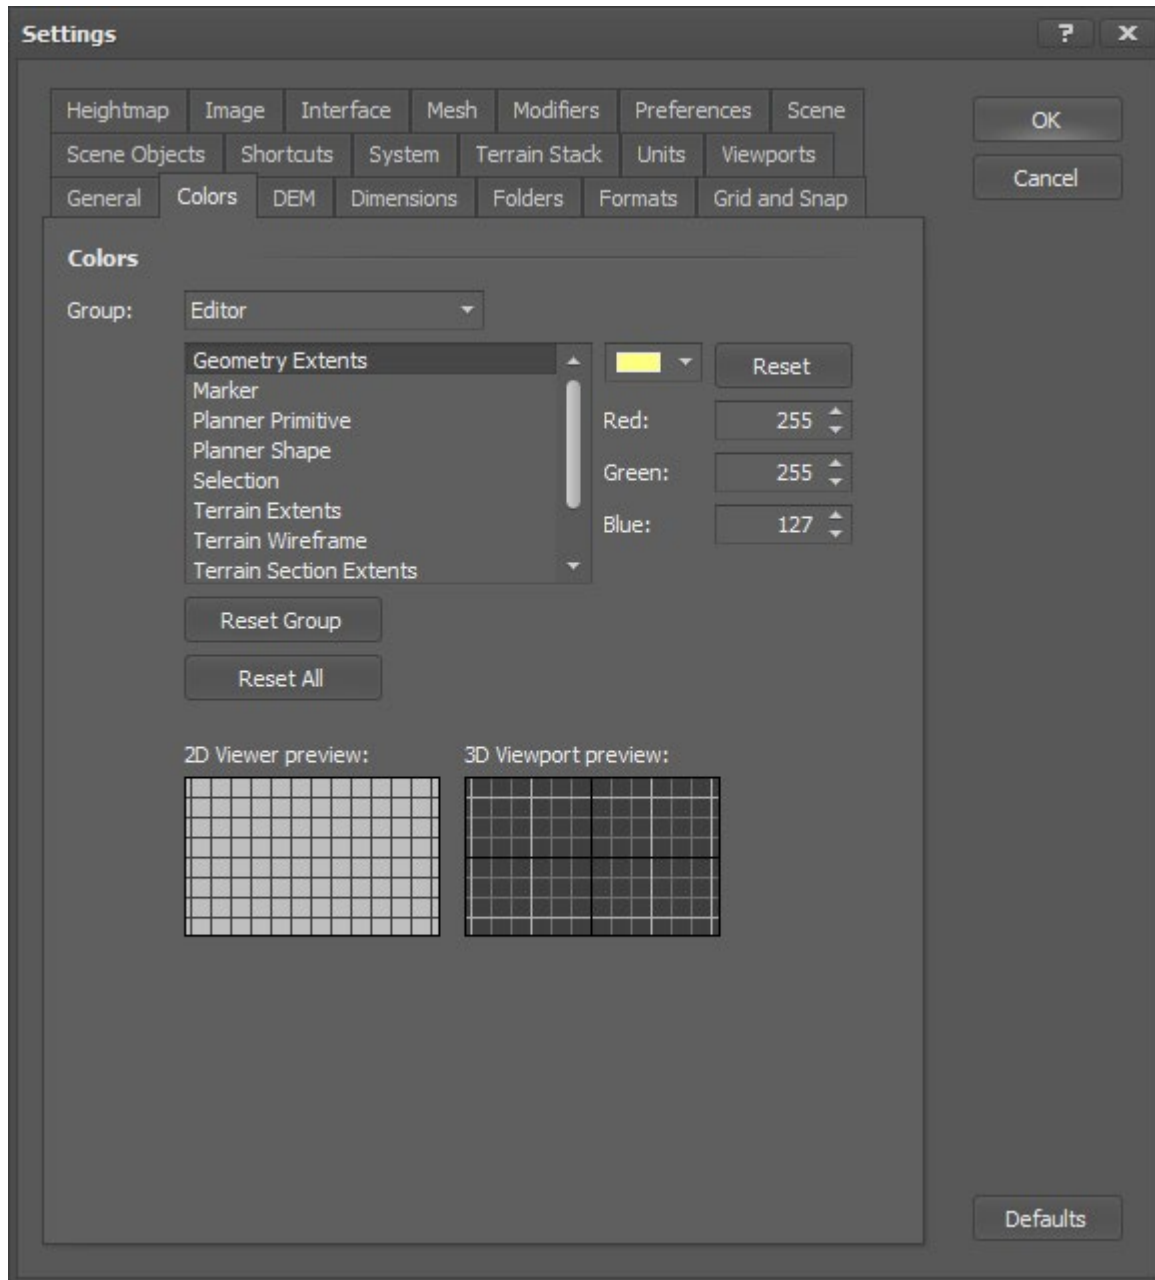 Settings
Heightmap Image Interface Mesh Modifiers Preferences Scene
OK
Scene Objects Shortcuts System Terrain Stack Units Viewports
Cancel
General Colors DEM Dimensions Folders Formats Grid and Snap
Colors
Group: Editor
Geometry Extents
Reset
Marker
Planner Primitive
Red: 255
Planner Shape
Selection
Green: 255
Terrain Extents
Blue: 127
Terrain Wireframe
Terrain Section Extents
Reset Group
Reset All
2D Viewer preview: 3D Viewport preview:
Defaults